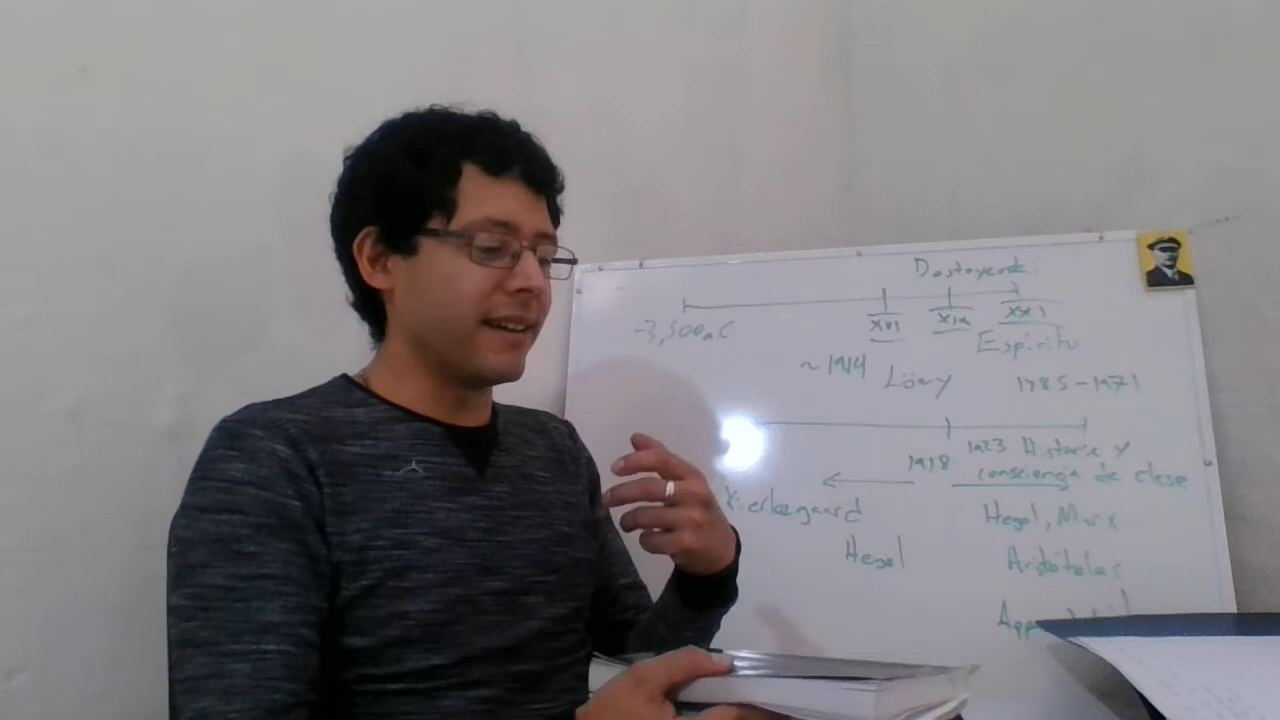 Dostoyevski
-3,500 a C XVI XIX XXI
Espíritu
~1914 Löwy 1885-1971
1918 1923 Historia y
consciencia de clase
Kierkegaard Hegel, Marx
Hegel Aristóteles